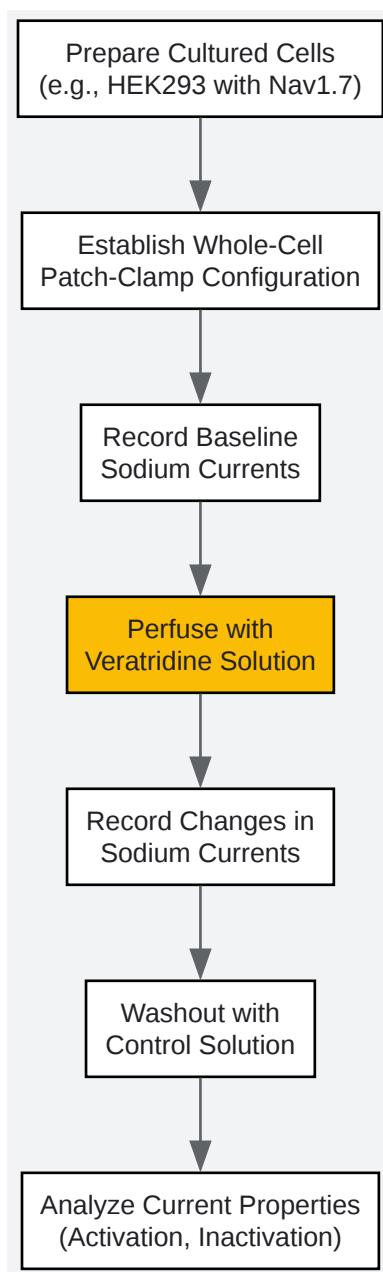 Prepare Cultured Cells
(e.g., HEK293 with Nav1.7)
Establish Whole-Cell
Patch-Clamp Configuration
Record Baseline
Sodium Currents
Perfuse with
Veratridine Solution
Record Changes in
Sodium Currents
Washout with
Control Solution
Analyze Current Properties
(Activation, Inactivation)